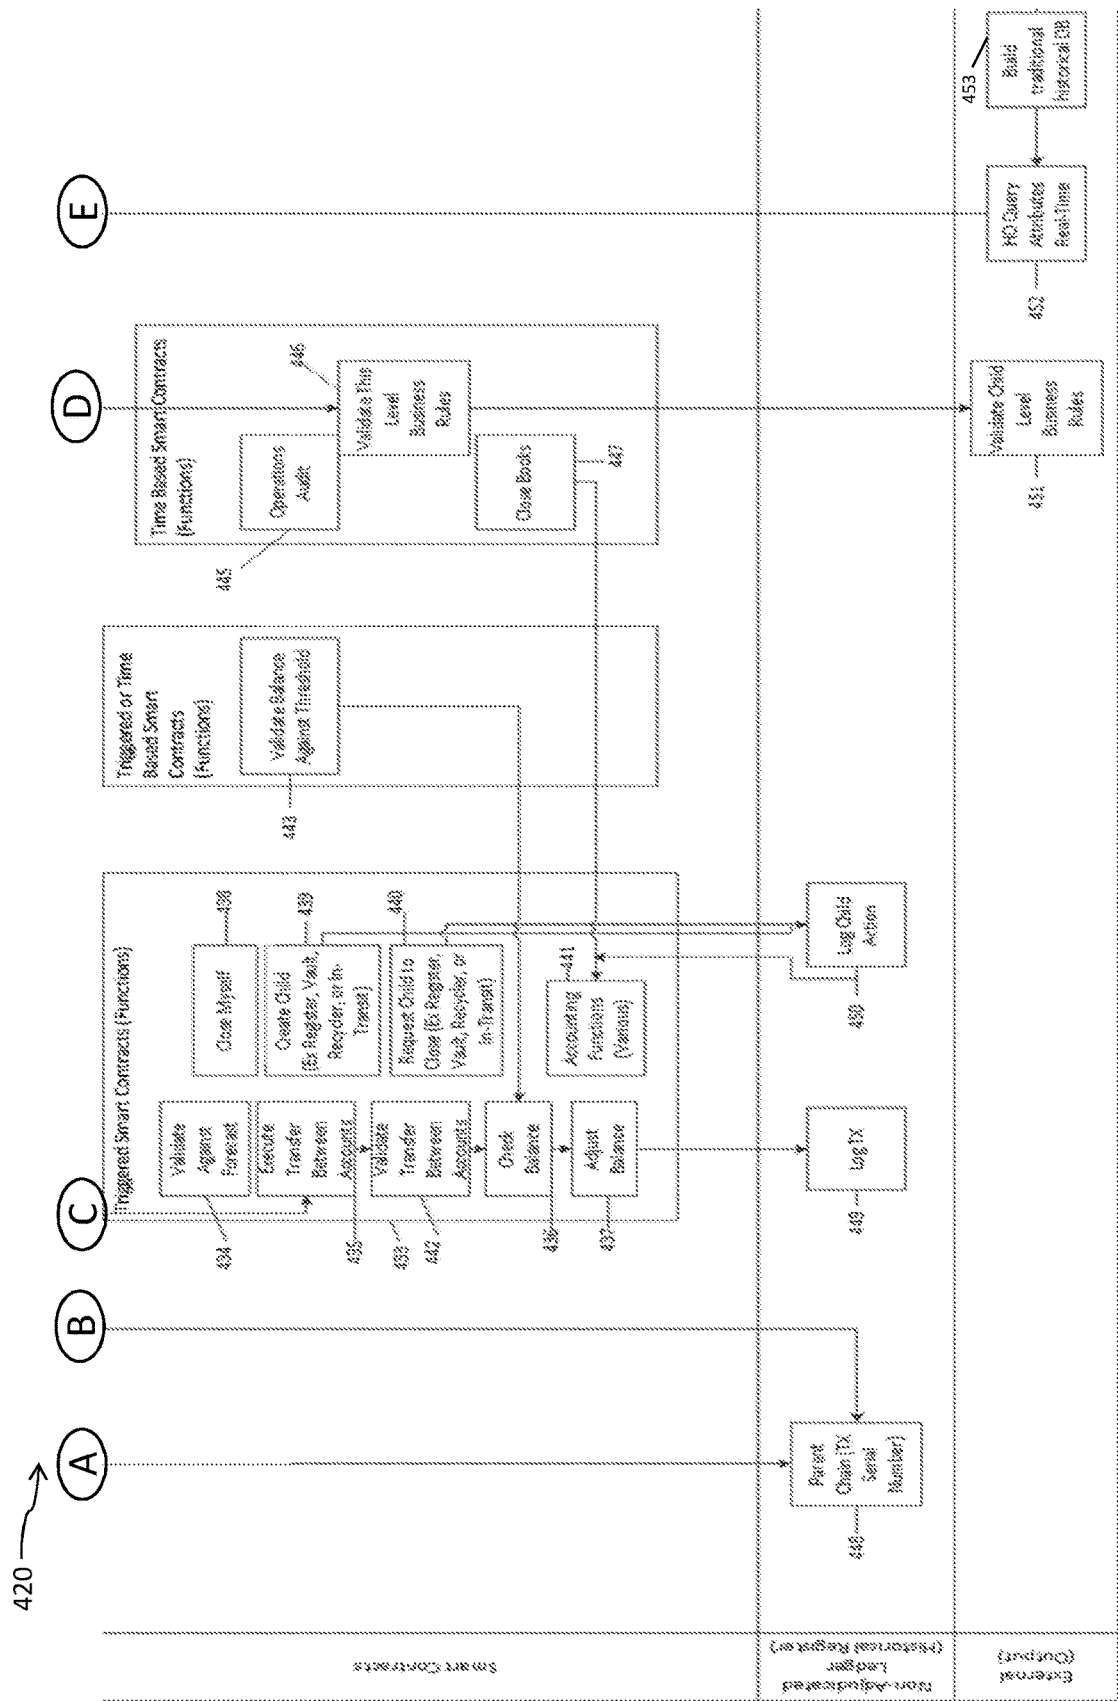 420
A
B
C
D
E
Smart Contracts
Triggered Smart Contracts (Functions)
Validate
Against
Forecast
434
Execute
Transfer
Between
Accounts
435
433
Validate
Transfer
Between
Accounts
442
Check
Balance
436
Adjust
Balance
437
Close Myself
438
Create Child
(Ex Register, Vault,
Recycler, or In-
Transit)
439
Request Child to
Close (Ex Register,
Vault, Recycler, or
In-Transit)
440
Accounting
Functions
(Various)
441
Triggered or Time
Based Smart
Contracts
(Functions)
Validate Balance
Against Threshold
443
Time Based Smart Contracts
(Functions)
Operations
Audit
445
Validate This
Level
Business
Rules
446
Close Books
447
Non-Adjudicated
Ledger
(Historical Register)
Parent
Chain (TX
Serial
Number)
448
Log TX
449
Log Child
Action
450
External
(Output)
Validate Child
Level
Business
Rules
451
HQ Query
Attributes
Real-Time
452
Build
traditional
historical DB
453